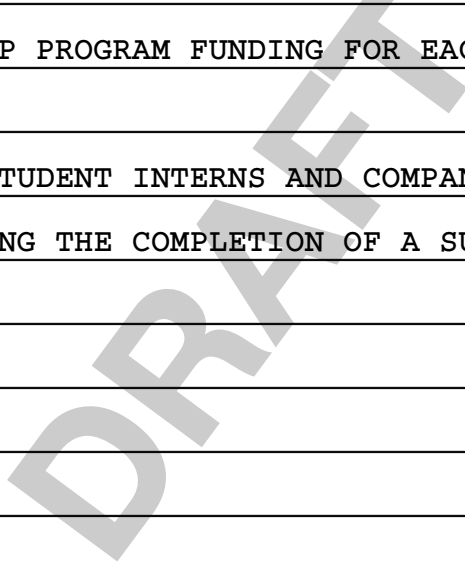 P PROGRAM FUNDING FOR EAC
TUDENT INTERNS AND COMPAN
NG THE COMPLETION OF A SU
DRAFT